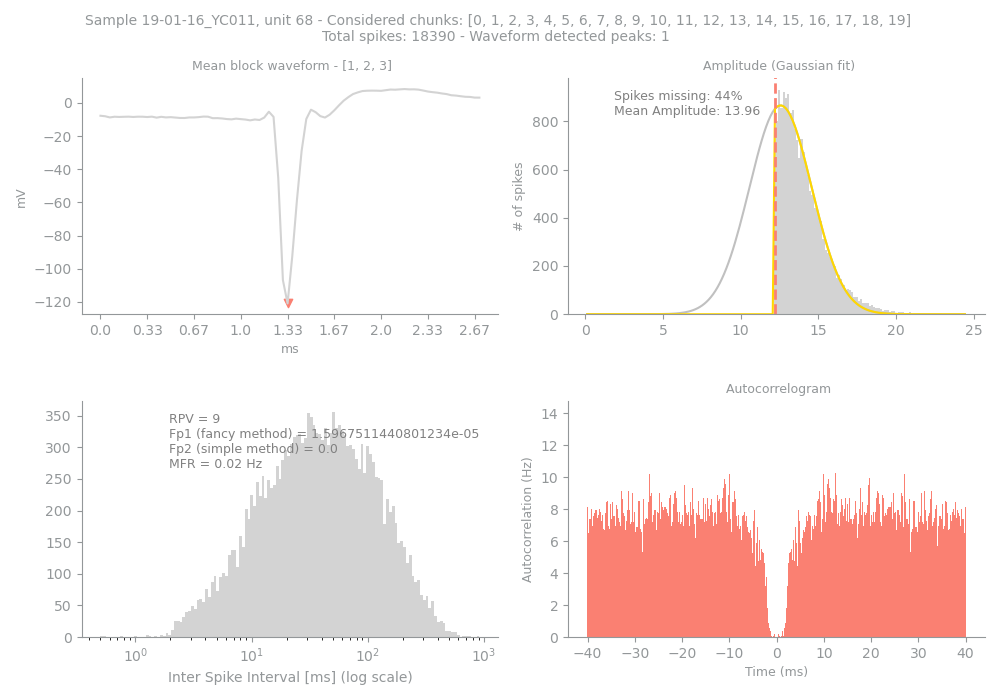 Sample 19-01-16_YC011, unit 68 - Considered chunks: [0, 1, 2, 3, 4, 5, 6, 7, 8, 9, 10, 11, 12, 13, 14, 15, 16, 17, 18, 19]
Total spikes: 18390 - Waveform detected peaks: 1
Mean block waveform - [1, 2, 3]
0
−20
−40
−60
−80
−100
−120
mV
0.0 0.33 0.67 1.0 1.33 1.67 2.0 2.33 2.67
ms
Amplitude (Gaussian fit)
Spikes missing: 44%
Mean Amplitude: 13.96
800
600
400
200
0
# of spikes
0 5 10 15 20 25
RPV = 9
Fp1 (fancy method) = 1.5967511440801234e-05
Fp2 (simple method) = 0.0
MFR = 0.02 Hz
350
300
250
200
150
100
50
0
10⁰ 10¹ 10² 10³
Inter Spike Interval [ms] (log scale)
Autocorrelogram
14
12
10
8
6
4
2
0
Autocorrelation (Hz)
−40 −30 −20 −10 0 10 20 30 40
Time (ms)